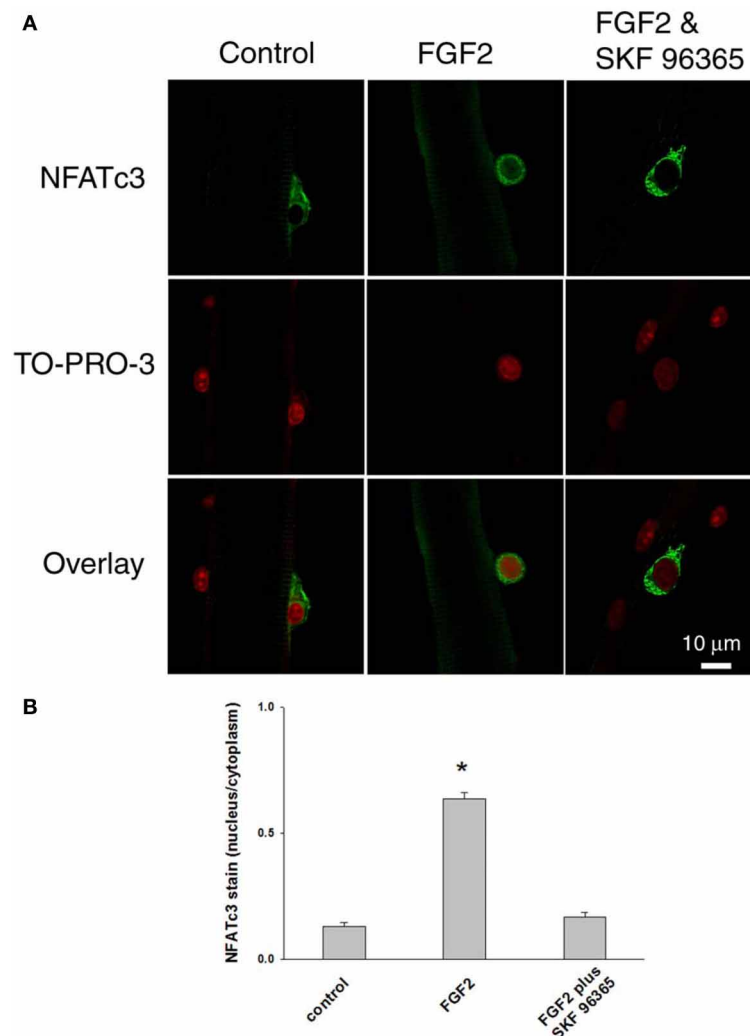 A
Control
FGF2
FGF2 &
SKF 96365
NFATc3
TO-PRO-3
Overlay
10 μm
B
NFATc3 stain (nucleus/cytoplasm)
1.0
0.5
0.0
*
control
FGF2
FGF2 plus
SKF 96365